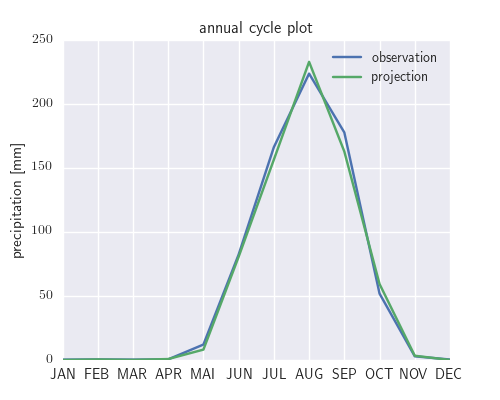 annual cycle plot
250
200
150
100
50
0
precipitation [mm]
observation
projection
JAN FEB MAR APR MAI JUN JUL AUG SEP OCT NOV DEC